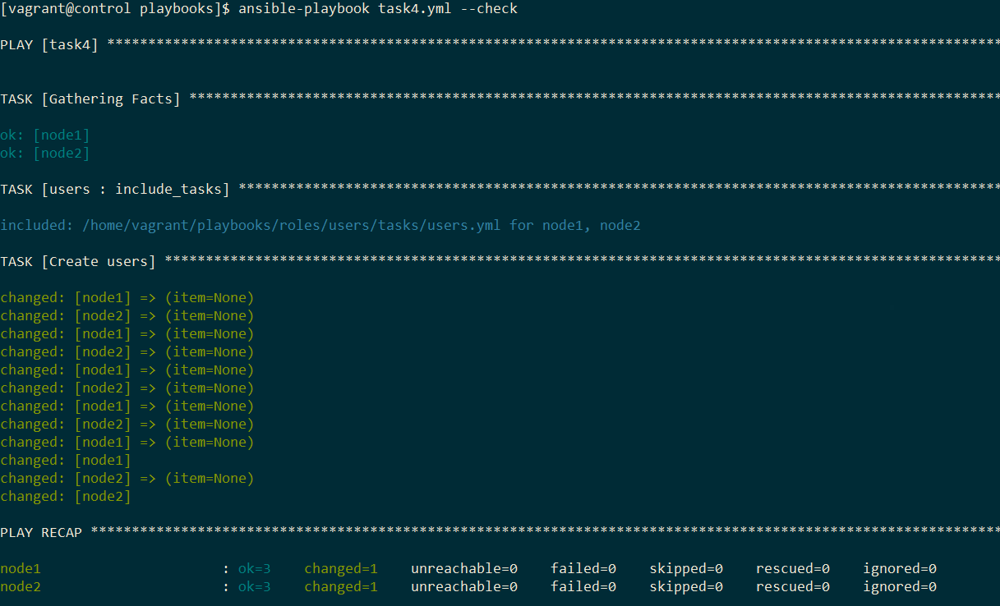 [vagrant@control playbooks]$ ansible-playbook task4.yml --check
PLAY [task4] *************************************************************************************************************
TASK [Gathering Facts] ***************************************************************************************************
ok: [node1]
ok: [node2]
TASK [users : include_tasks] *********************************************************************************************
included: /home/vagrant/playbooks/roles/users/tasks/users.yml for node1, node2
TASK [Create users] ******************************************************************************************************
changed: [node1] => (item=None)
changed: [node2] => (item=None)
changed: [node1] => (item=None)
changed: [node2] => (item=None)
changed: [node1] => (item=None)
changed: [node2] => (item=None)
changed: [node1] => (item=None)
changed: [node2] => (item=None)
changed: [node1] => (item=None)
changed: [node1]
changed: [node2] => (item=None)
changed: [node2]
PLAY RECAP ***************************************************************************************************************
node1                      : ok=3    changed=1    unreachable=0    failed=0    skipped=0    rescued=0    ignored=0
node2                      : ok=3    changed=1    unreachable=0    failed=0    skipped=0    rescued=0    ignored=0